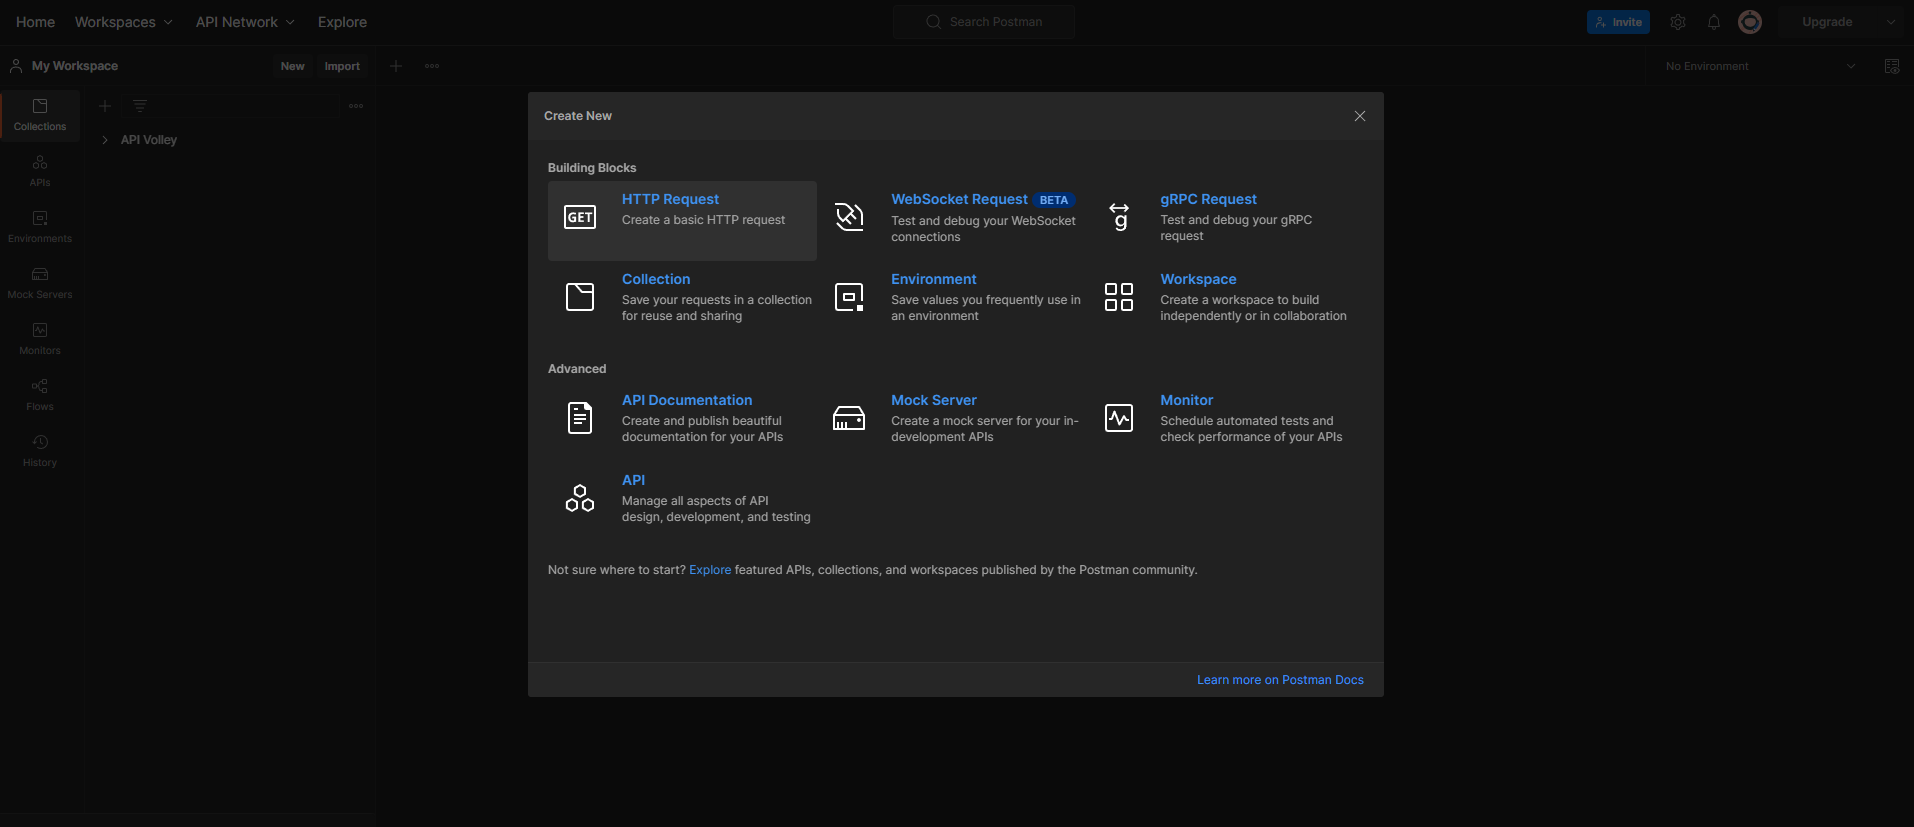 Home Workspaces API Network Explore Search Postman Invite Upgrade
My Workspace New Import No Environment
Collections
API Volley
APIs
Environments
Mock Servers
Monitors
Flows
History
Create New
Building Blocks
GET
HTTP Request
Create a basic HTTP request
WebSocket Request BETA
Test and debug your WebSocket
connections
g
gRPC Request
Test and debug your gRPC
request
Collection
Save your requests in a collection
for reuse and sharing
Environment
Save values you frequently use in
an environment
Workspace
Create a workspace to build
independently or in collaboration
Advanced
API Documentation
Create and publish beautiful
documentation for your APIs
Mock Server
Create a mock server for your in-
development APIs
Monitor
Schedule automated tests and
check performance of your APIs
API
Manage all aspects of API
design, development, and testing
Not sure where to start? Explore featured APIs, collections, and workspaces published by the Postman community.
Learn more on Postman Docs